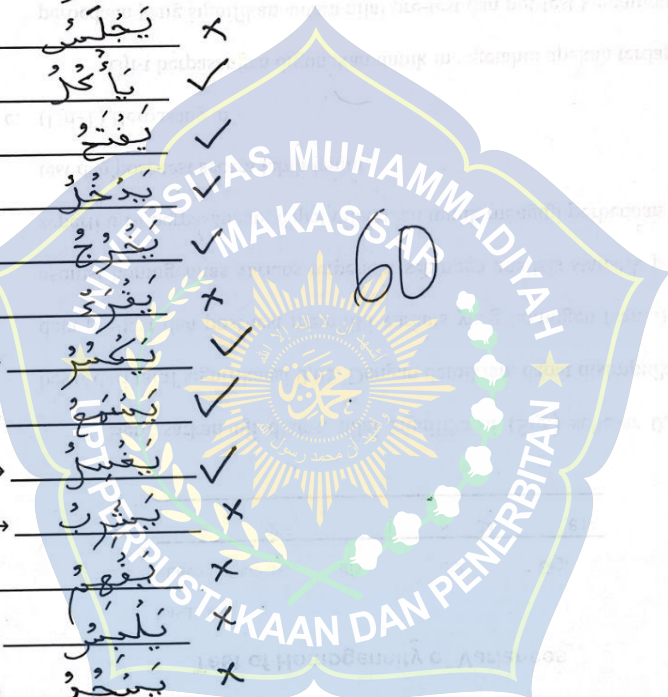 يَجْلَسُ ×
يَأْكُلُ ✓
يَفْتَحُ ✓
يَدْخُلُ ✓
يَخْرُجُ ✓
يَقْرَءُ ×
يَكْسِرُ ✓
✓
يَغْسِلُ ✓
يَشْرِبُ ×
يَفْهُمُ ×
يَلْبَسُ ×
×
60
UNIVERSITAS MUHAMMADIYAH
MAKASSAR
UPT PERPUSTAKAAN DAN PENERBITAN